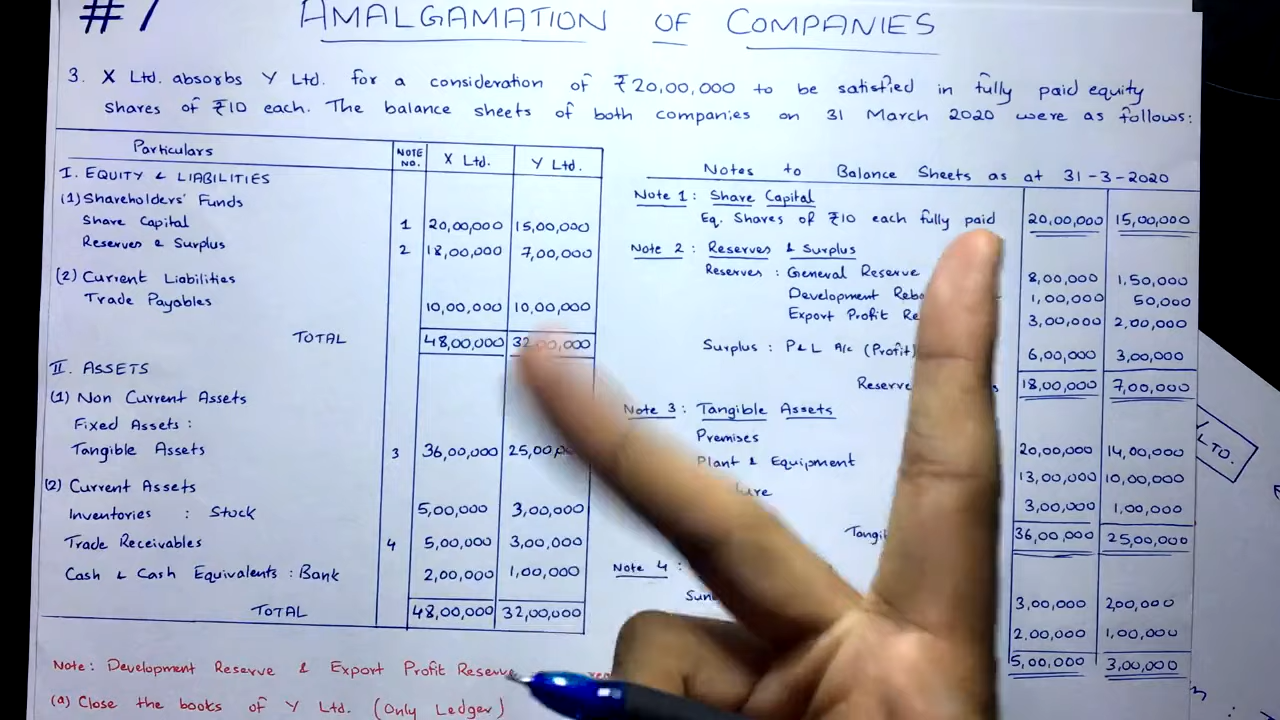 # 7 AMALGAMATION OF COMPANIES
3. X Ltd. absorbs Y Ltd. for a consideration of ₹20,00,000 to be satisfied in fully paid equity
shares of ₹10 each. The balance sheets of both companies on 31 March 2020 were as follows:
Particulars NOTE NO. X Ltd. Y Ltd.
I. EQUITY & LIABILITIES
(1) Shareholders' Funds
Share Capital 1 20,00,000 15,00,000
Reserves & Surplus 2 18,00,000 7,00,000
(2) Current Liabilities
Trade Payables 10,00,000 10,00,000
TOTAL 48,00,000 32,00,000
II. ASSETS
(1) Non Current Assets
Fixed Assets :
Tangible Assets 3 36,00,000
(2) Current Assets
Inventories : Stock 5,00,000 3,00,000
Trade Receivables 4 5,00,000 3,00,000
Cash & Cash Equivalents : Bank 2,00,000 1,00,000
TOTAL 48,00,000 32,00,000
Notes to Balance Sheets as at 31-3-2020
Note 1 : Share Capital
Eq. Shares of ₹10 each fully paid 20,00,000 15,00,000
Note 2 : Reserves & Surplus
Reserves : General Reserve 8,00,000 1,50,000
Development 1,00,000 50,000
Export Profit 3,00,000 2,00,000
Surplus : P&L A/c (Profit) 6,00,000 3,00,000
18,00,000 7,00,000
Note 3 : Tangible Assets
Premises 20,00,000 14,00,000
Plant & Equipment 13,00,000 10,00,000
3,00,000 1,00,000
36,00,000 25,00,000
Note 4 :
3,00,000 200,000
2,00,000 1,00,000
5,00,000 3,00,000
LTD.
Note: Development Reserve & Export Profit Reserve
(a) Close the books of Y Ltd. (Only Ledger)